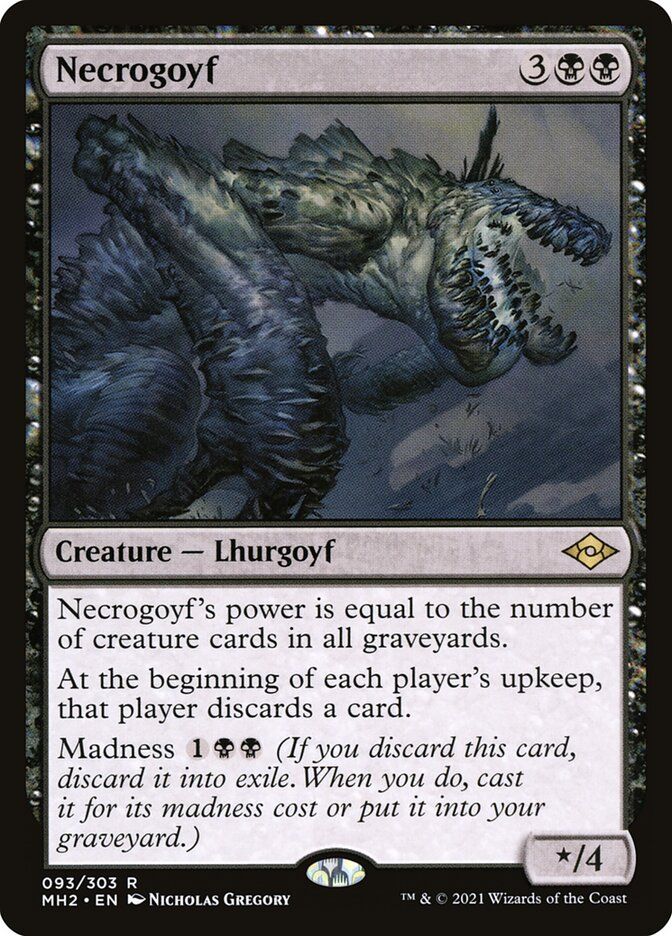 Necrogoyf 3
Creature — Lhurgoyf
Necrogoyf's power is equal to the number
of creature cards in all graveyards.
At the beginning of each player's upkeep,
that player discards a card.
Madness 1 (If you discard this card,
discard it into exile. When you do, cast
it for its madness cost or put it into your
graveyard.)
★/4
093/303 R
MH2 • EN Nicholas Gregory
™ & © 2021 Wizards of the Coast